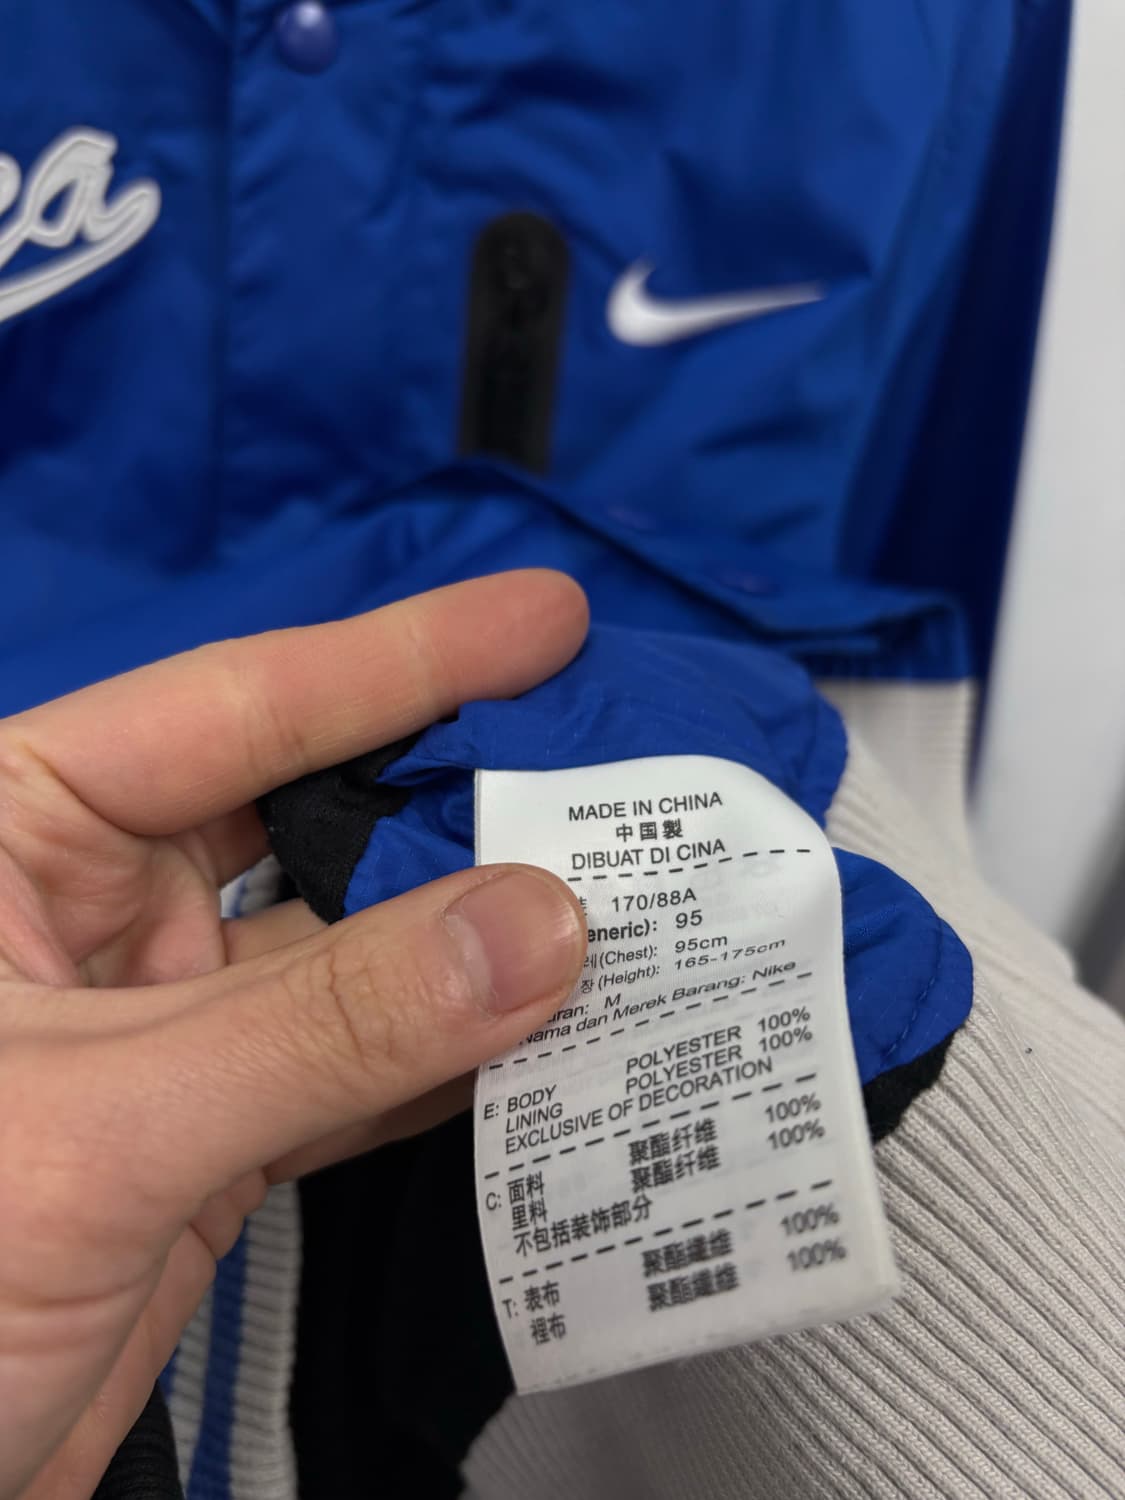 ea
MADE IN CHINA
中国製
DIBUAT DI CINA
170/88A
eneric): 95
(Chest): 95cm
장 (Height): 165-175cm
uran: M
Nama dan Merek Barang: Nike
E: BODY POLYESTER 100%
LINING POLYESTER 100%
EXCLUSIVE OF DECORATION
C: 面料 聚酯纤维 100%
里料 聚酯纤维 100%
不包括装饰部分
T: 表布 聚酯纖維 100%
裡布 聚酯纖維 100%